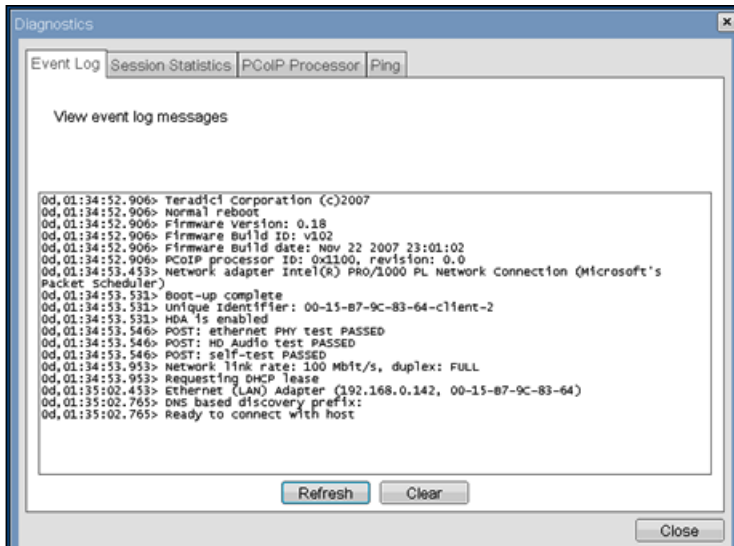 Diagnostics
Event Log Session Statistics PCoIP Processor Ping
View event log messages
0d,01:34:52.906> Teradici Corporation (c)2007
0d,01:34:52.906> Normal reboot
0d,01:34:52.906> Firmware Version: 0.18
0d,01:34:52.906> Firmware Build ID: v102
0d,01:34:52.906> Firmware Build date: Nov 22 2007 23:01:02
0d,01:34:52.906> PCoIP processor ID: 0x1100, revision: 0.0
0d,01:34:53.453> Network adapter Intel(R) PRO/1000 PL Network Connection (Microsoft's
Packet Scheduler)
0d,01:34:53.531> Boot-up complete
0d,01:34:53.531> Unique Identifier: 00-15-B7-9C-83-64-client-2
0d,01:34:53.531> HDA is enabled
0d,01:34:53.546> POST: ethernet PHY test PASSED
0d,01:34:53.546> POST: HD Audio test PASSED
0d,01:34:53.546> POST: self-test PASSED
0d,01:34:53.953> Network link rate: 100 Mbit/s, duplex: FULL
0d,01:34:53.953> Requesting DHCP lease
0d,01:35:02.453> Ethernet (LAN) Adapter (192.168.0.142, 00-15-B7-9C-83-64)
0d,01:35:02.765> DNS based discovery prefix:
0d,01:35:02.765> Ready to connect with host
Refresh Clear
Close